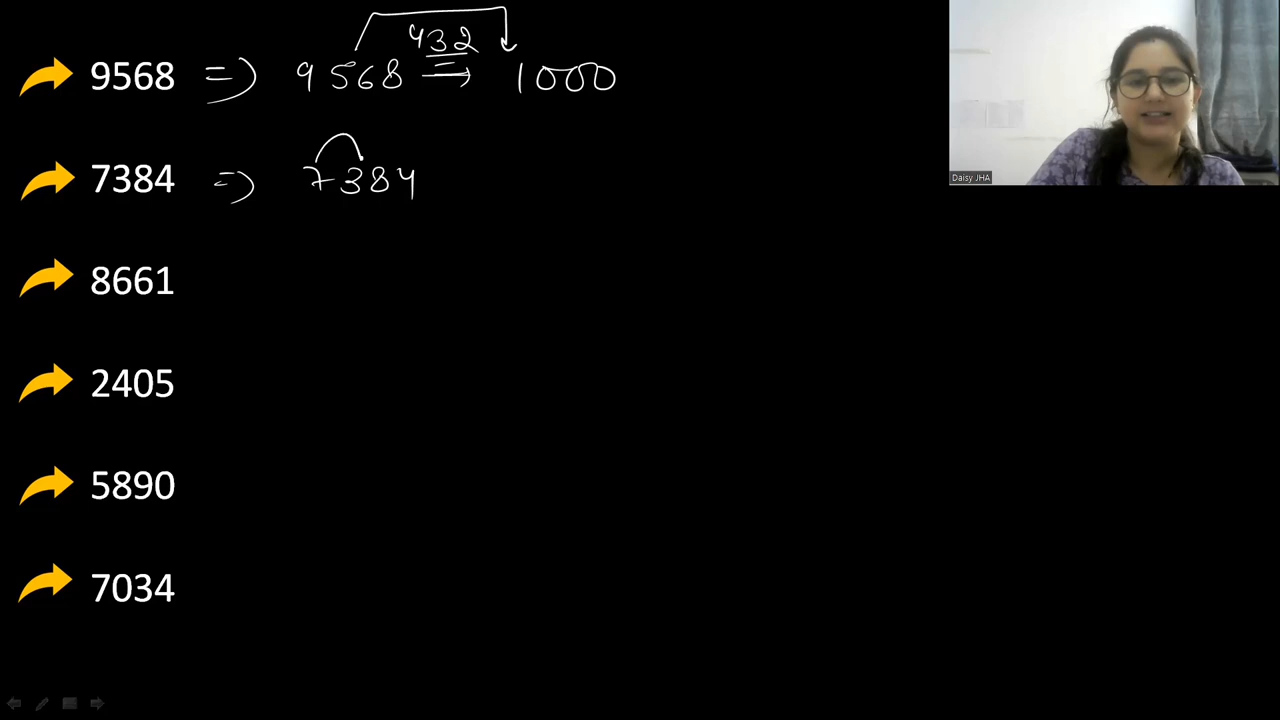 432
9568 => 9568 → 1000
7384 => 7384
8661
2405
5890
7034
Daisy JHA